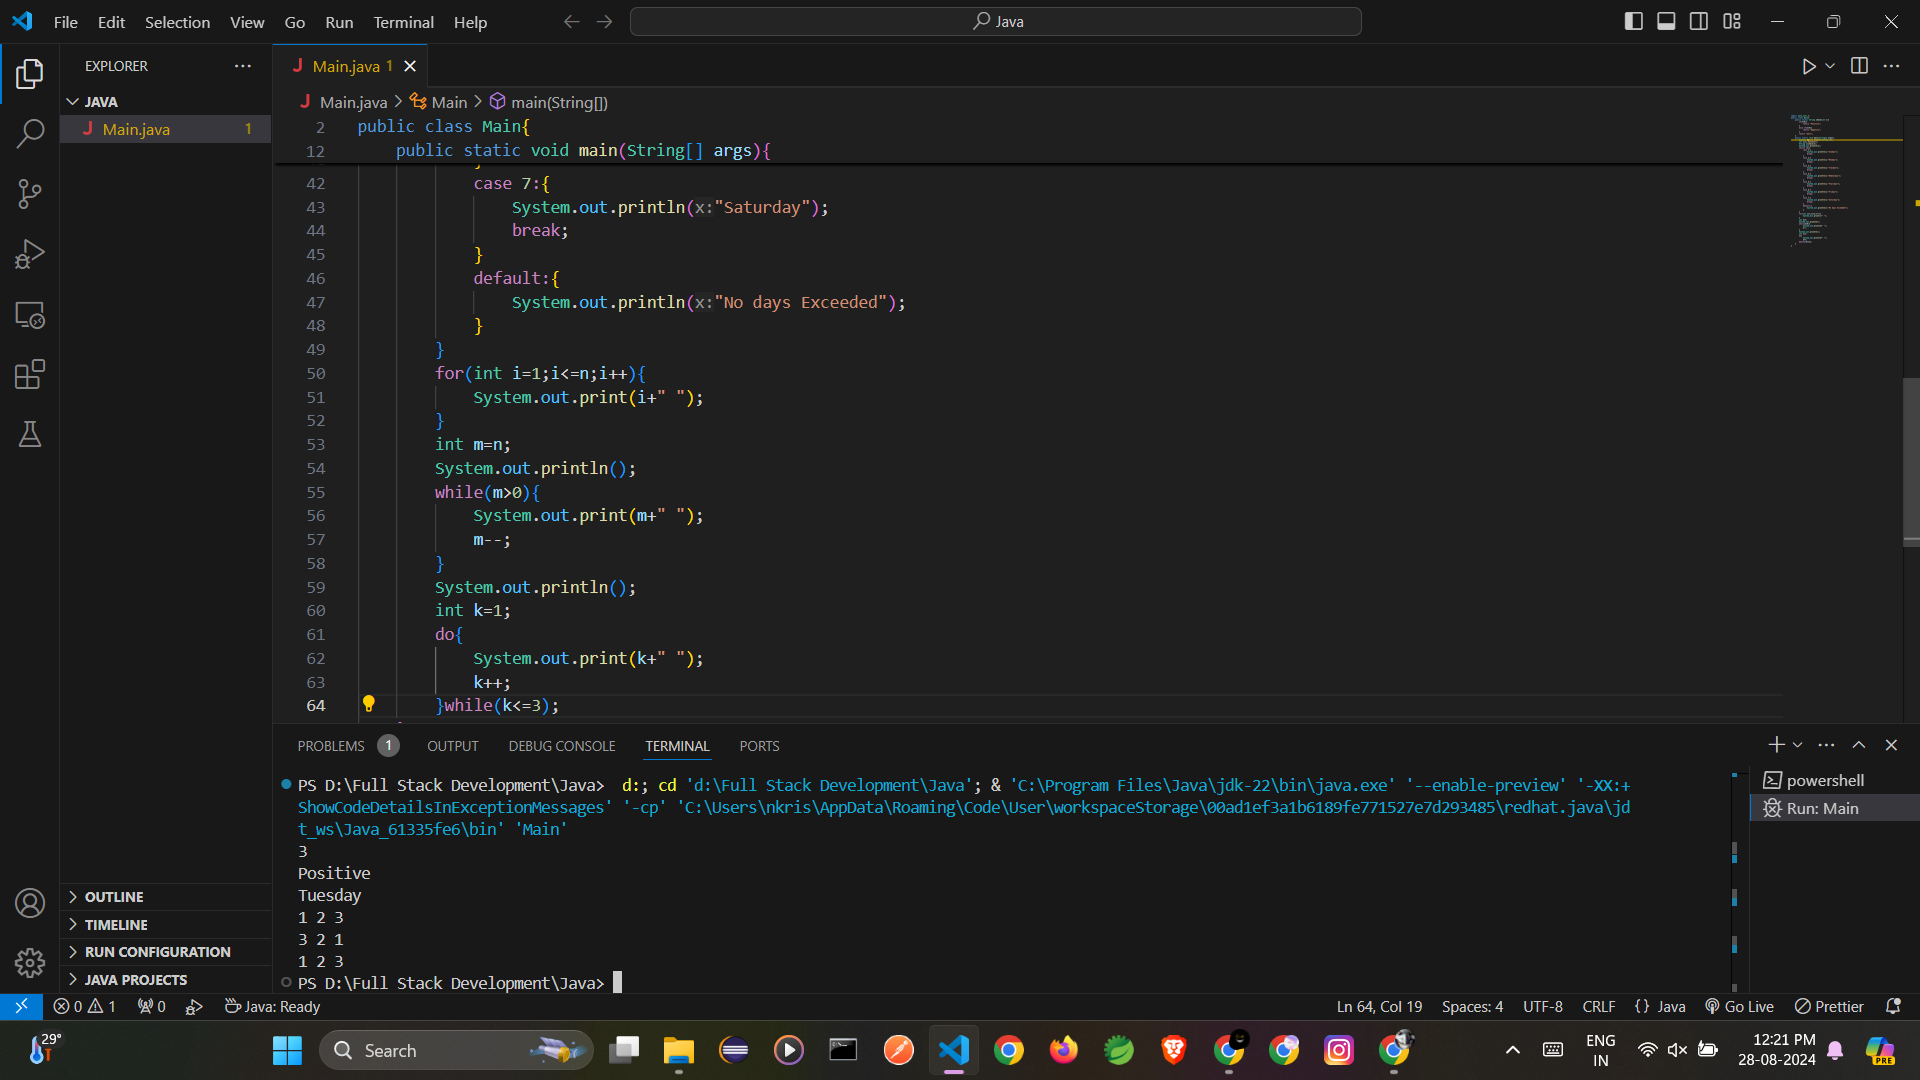 File Edit Selection View Go Run Terminal Help
Java
EXPLORER
JAVA
Main.java 1
OUTLINE
TIMELINE
RUN CONFIGURATION
JAVA PROJECTS
Main.java 1
Main.java > Main > main(String[])
2 public class Main{
12 public static void main(String[] args){
42 case 7:{
43 System.out.println(x:"Saturday");
44 break;
45 }
46 default:{
47 System.out.println(x:"No days Exceeded");
48 }
49 }
50 for(int i=1;i<=n;i++){
51 System.out.print(i+" ");
52 }
53 int m=n;
54 System.out.println();
55 while(m>0){
56 System.out.print(m+" ");
57 m--;
58 }
59 System.out.println();
60 int k=1;
61 do{
62 System.out.print(k+" ");
63 k++;
64 }while(k<=3);
PROBLEMS 1 OUTPUT DEBUG CONSOLE TERMINAL PORTS
PS D:\Full Stack Development\Java>  d:; cd 'd:\Full Stack Development\Java'; & 'C:\Program Files\Java\jdk-22\bin\java.exe' '--enable-preview' '-XX:+
ShowCodeDetailsInExceptionMessages' '-cp' 'C:\Users\nkris\AppData\Roaming\Code\User\workspaceStorage\00ad1ef3a1b6189fe771527e7d293485\redhat.java\jd
t_ws\Java_61335fe6\bin' 'Main'
3
Positive
Tuesday
1 2 3
3 2 1
1 2 3
PS D:\Full Stack Development\Java>
powershell
Run: Main
0 1 0 Java: Ready
Ln 64, Col 19 Spaces: 4 UTF-8 CRLF {} Java Go Live Prettier
29°
Search
ENG
IN
12:21 PM
28-08-2024
PRE